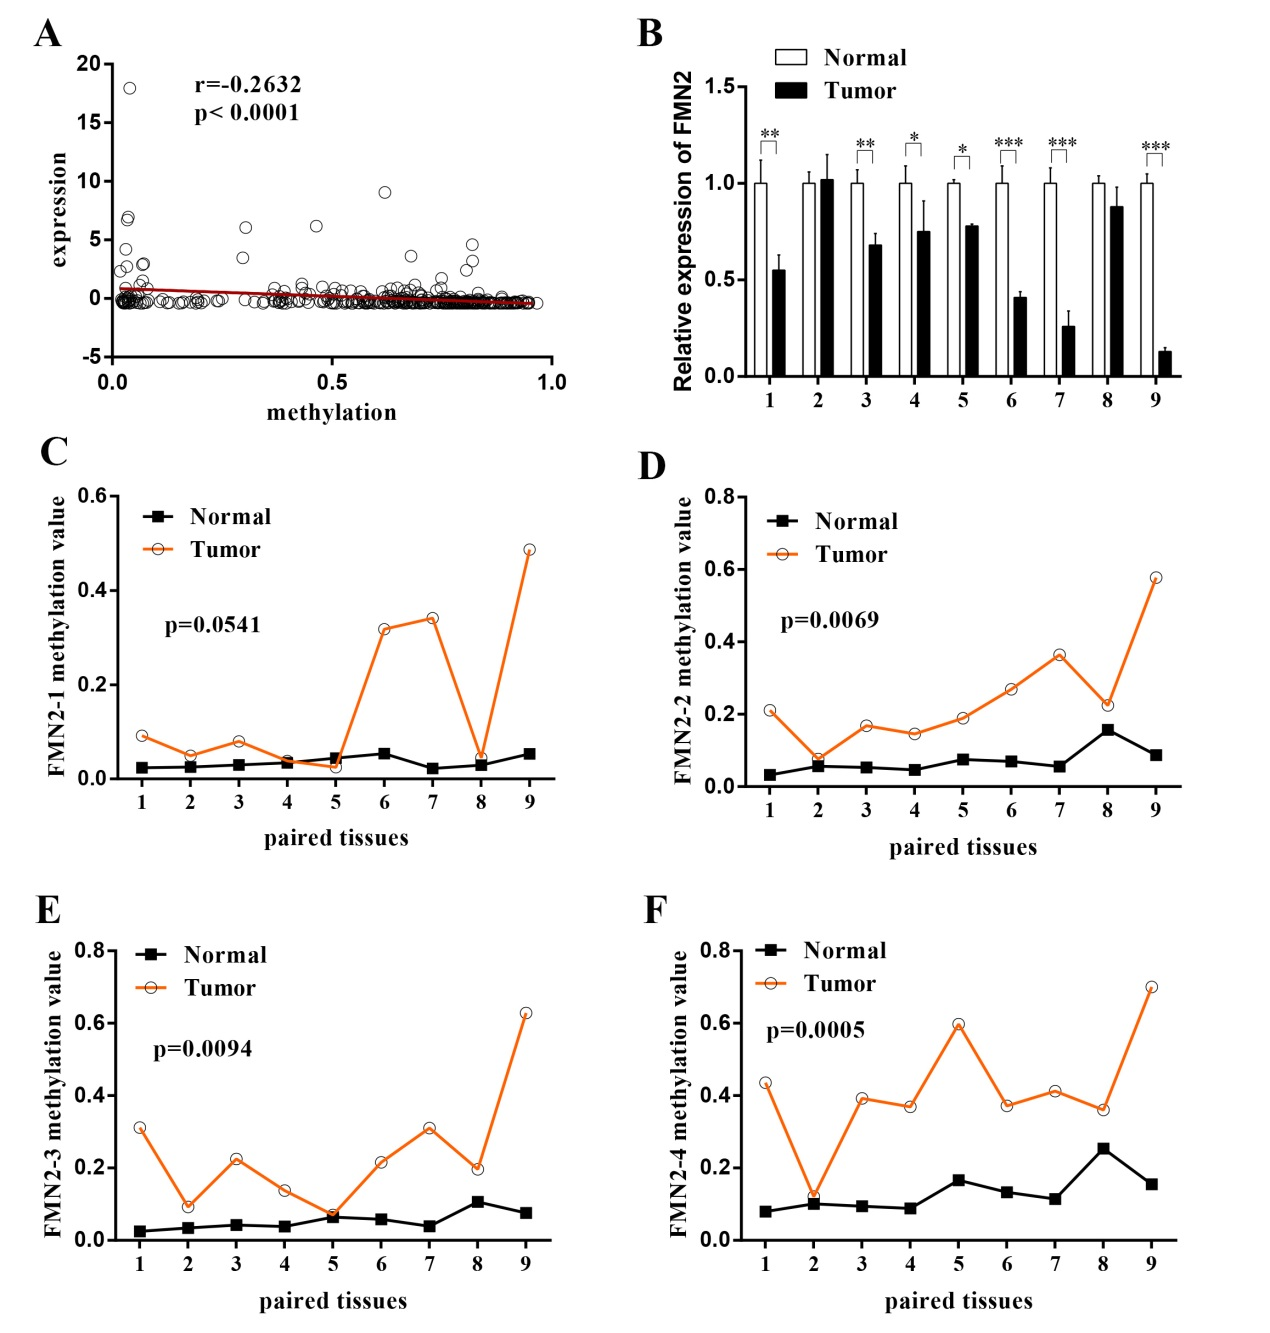 A
r=-0.2632
p< 0.0001
expression
20
15
10
5
0
-5
0.0 0.5 1.0
methylation
B
Normal
Tumor
Relative expression of FMN2
1.5
1.0
0.5
0.0
** ** * * *** *** ***
1 2 3 4 5 6 7 8 9
C
Normal
Tumor
p=0.0541
FMN2-1 methylation value
0.6
0.4
0.2
0.0
1 2 3 4 5 6 7 8 9
paired tissues
D
Normal
Tumor
p=0.0069
FMN2-2 methylation value
0.8
0.6
0.4
0.2
0.0
1 2 3 4 5 6 7 8 9
paired tissues
E
Normal
Tumor
p=0.0094
FMN2-3 methylation value
0.8
0.6
0.4
0.2
0.0
1 2 3 4 5 6 7 8 9
paired tissues
F
Normal
Tumor
p=0.0005
FMN2-4 methylation value
0.8
0.6
0.4
0.2
0.0
1 2 3 4 5 6 7 8 9
paired tissues